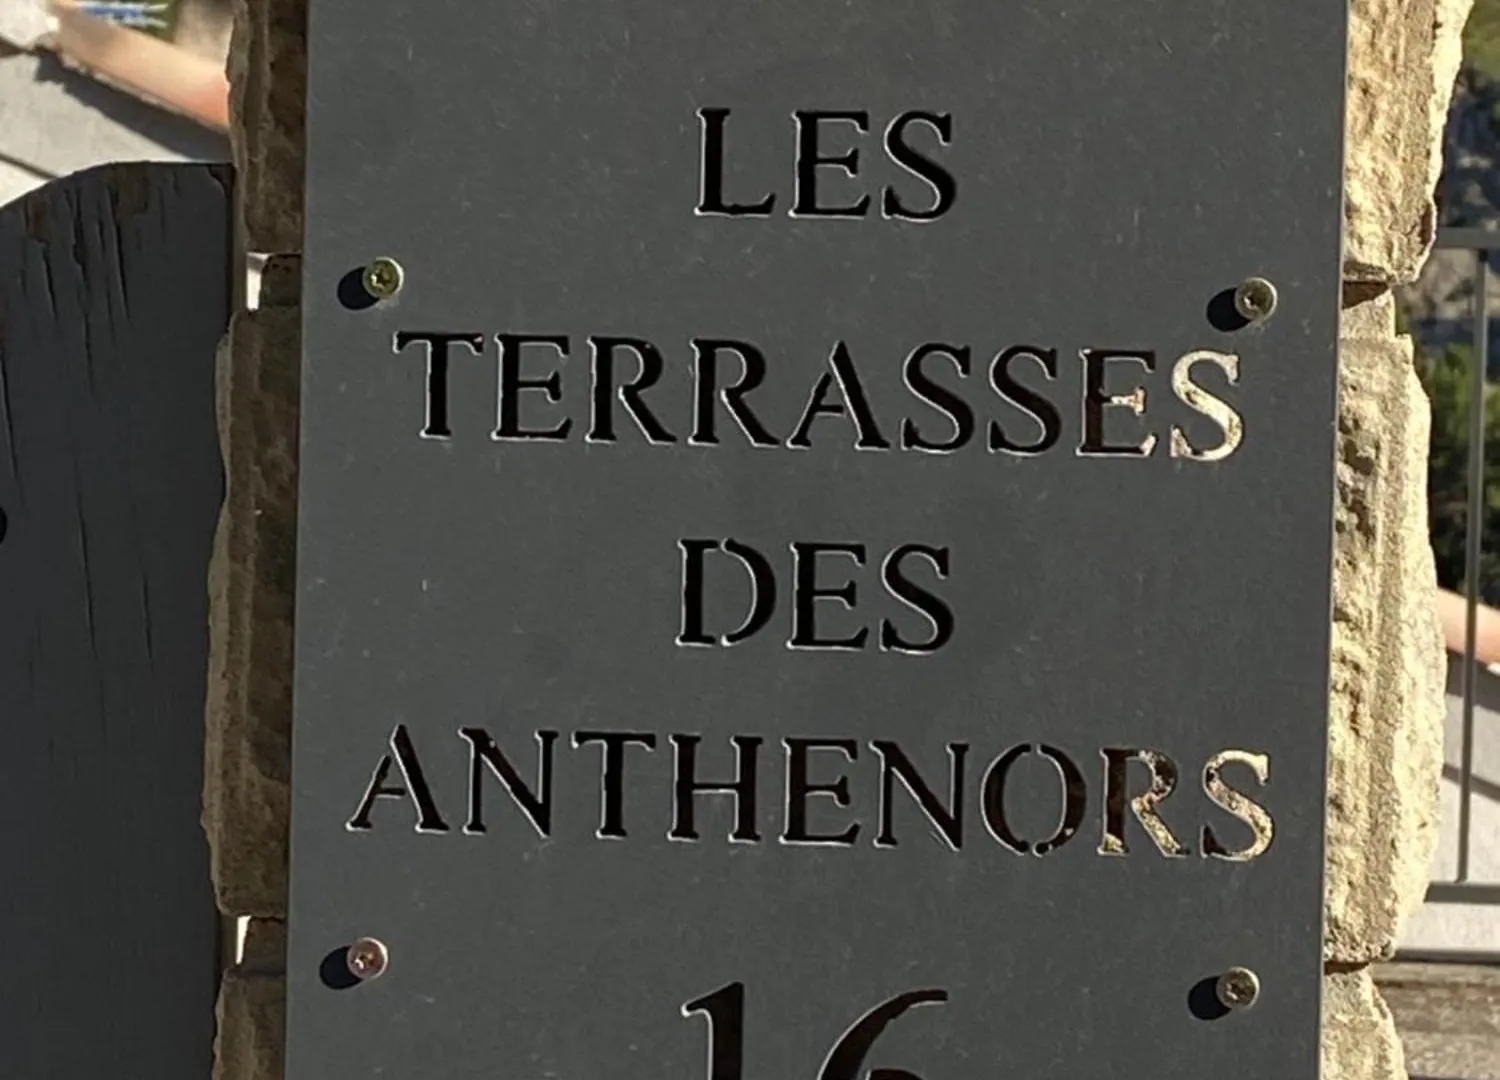 LES
TERRASSES
DES
ANTHENORS
16